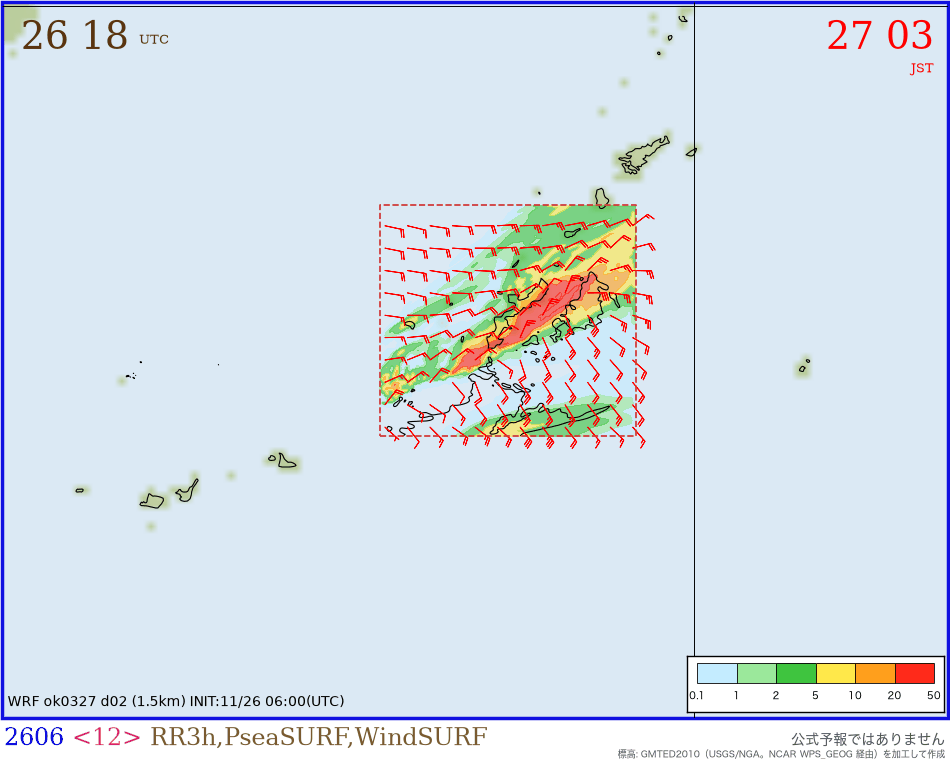 26 18 UTC
27 03
JST
0.1 1 2 5 10 20 50
WRF ok0327 d02 (1.5km) INIT:11/26 06:00(UTC)
2606 <12> RR3h,PseaSURF,WindSURF
公式予報ではありません
標高: GMTED2010（USGS/NGA。NCAR WPS_GEOG 経由）を加工して作成